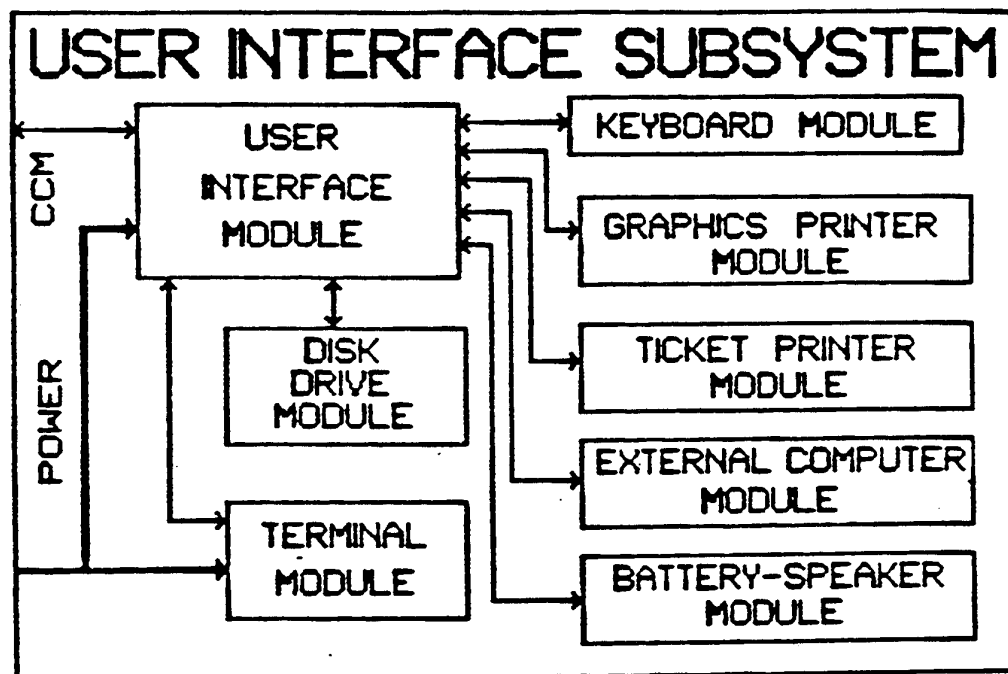 USER INTERFACE SUBSYSTEM
CCM
POWER
USER
INTERFACE
MODULE
DISK
DRIVE
MODULE
TERMINAL
MODULE
KEYBOARD MODULE
GRAPHICS PRINTER
MODULE
TICKET PRINTER
MODULE
EXTERNAL COMPUTER
MODULE
BATTERY-SPEAKER
MODULE